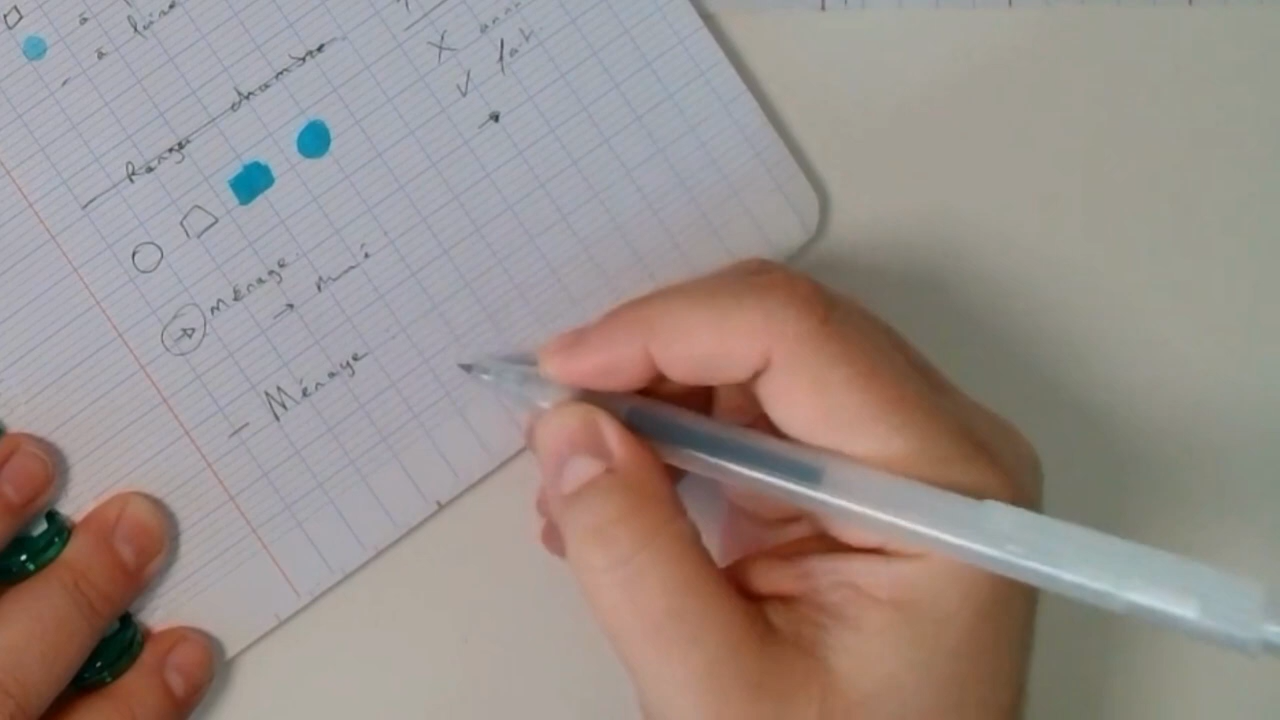 à
- à faire
- Ranger chambre
Ménage
→
- Ménage
X
V fait
→